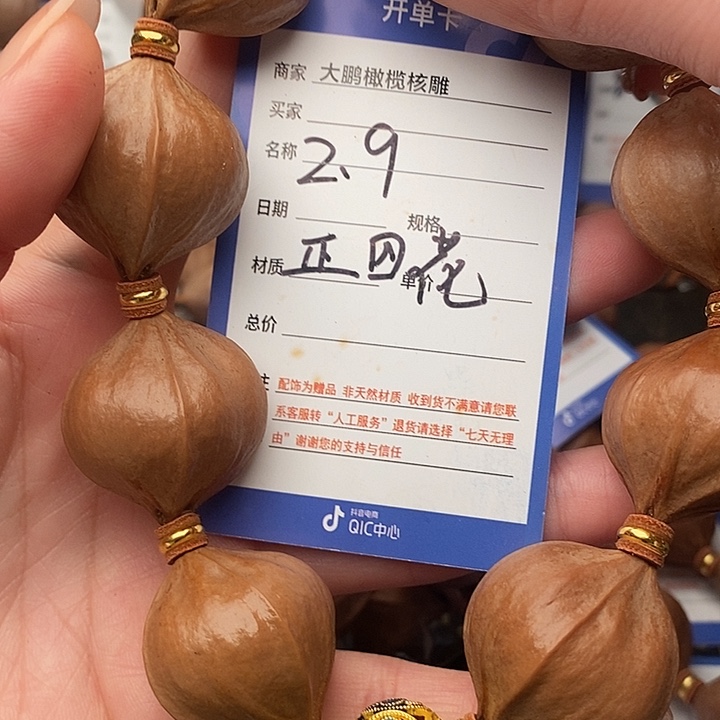 开单卡
商家 大鹏橄榄核雕
买家
名称 2.9
日期 规格
材质 正四花 单价
总价
注 配饰为赠品 非天然材质 收到货不满意请您联
系客服转“人工服务”退货请选择“七天无理
由”谢谢您的支持与信任
抖音电商
QIC中心